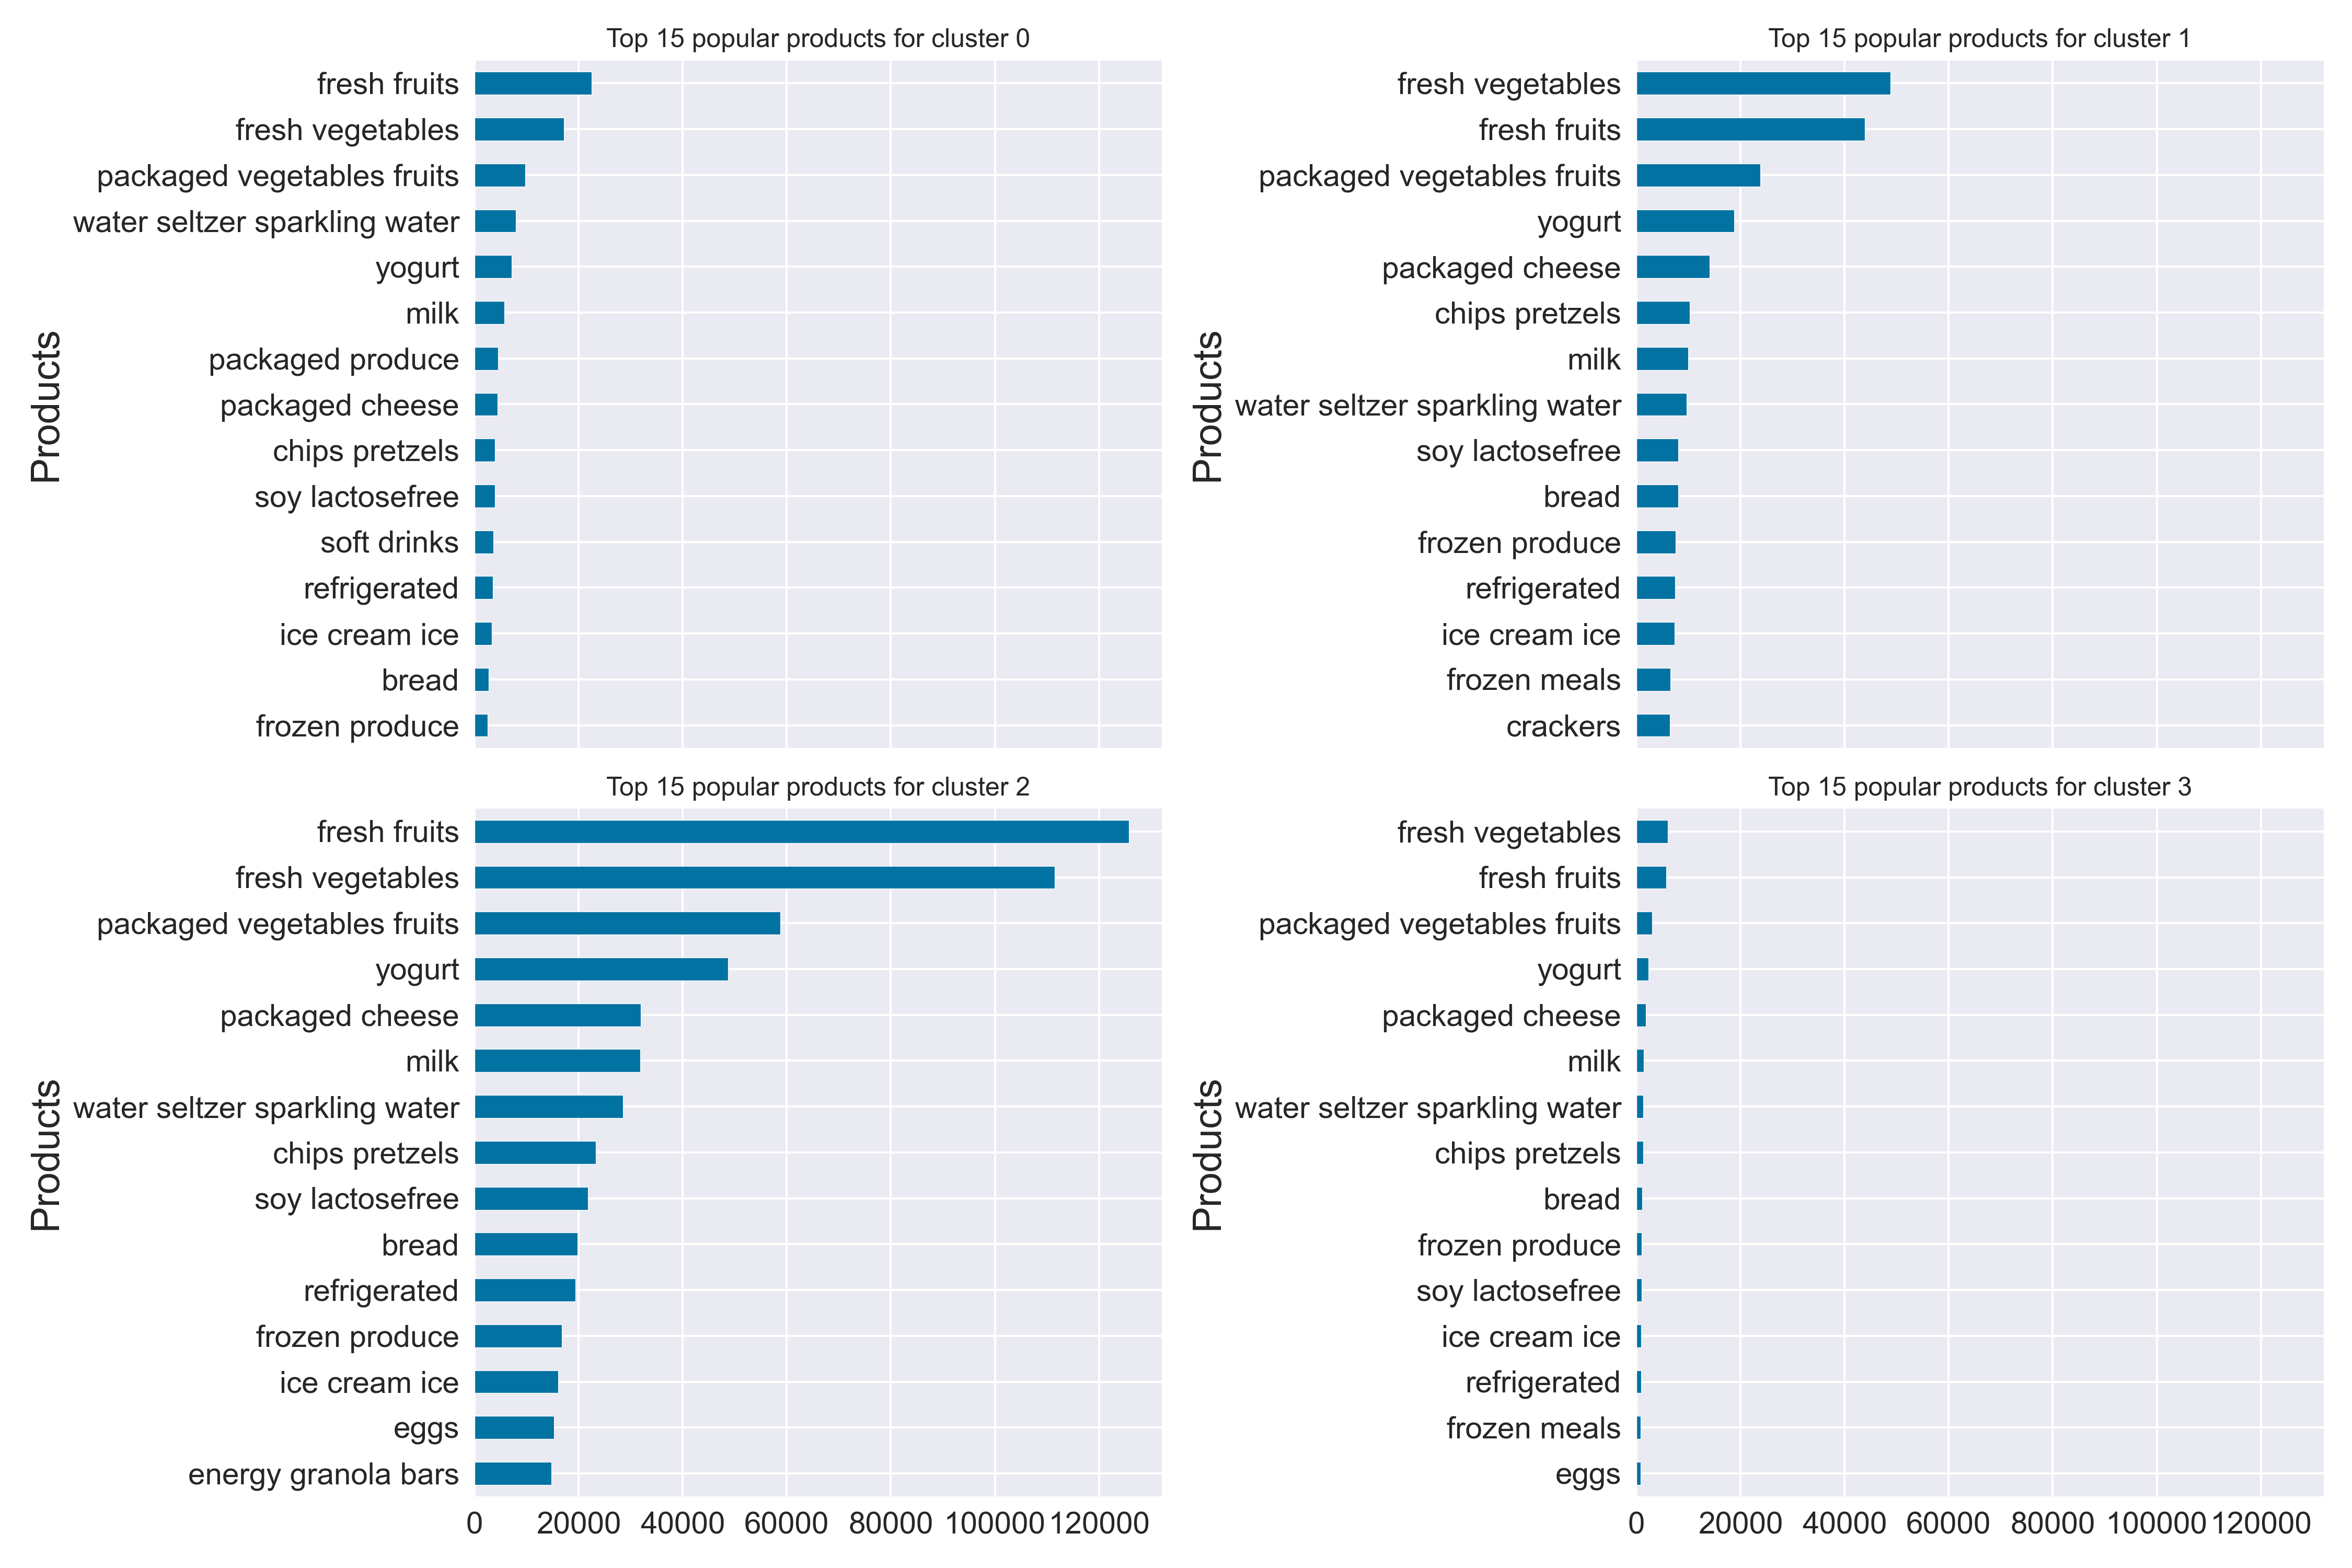 Top 15 popular products for cluster 0
Products
fresh fruits
fresh vegetables
packaged vegetables fruits
water seltzer sparkling water
yogurt
milk
packaged produce
packaged cheese
chips pretzels
soy lactosefree
soft drinks
refrigerated
ice cream ice
bread
frozen produce
Top 15 popular products for cluster 1
Products
fresh vegetables
fresh fruits
packaged vegetables fruits
yogurt
packaged cheese
chips pretzels
milk
water seltzer sparkling water
soy lactosefree
bread
frozen produce
refrigerated
ice cream ice
frozen meals
crackers
Top 15 popular products for cluster 2
Products
fresh fruits
fresh vegetables
packaged vegetables fruits
yogurt
packaged cheese
milk
water seltzer sparkling water
chips pretzels
soy lactosefree
bread
refrigerated
frozen produce
ice cream ice
eggs
energy granola bars
0 20000 40000 60000 80000 100000 120000
Top 15 popular products for cluster 3
Products
fresh vegetables
fresh fruits
packaged vegetables fruits
yogurt
packaged cheese
milk
water seltzer sparkling water
chips pretzels
bread
frozen produce
soy lactosefree
ice cream ice
refrigerated
frozen meals
eggs
0 20000 40000 60000 80000 100000 120000